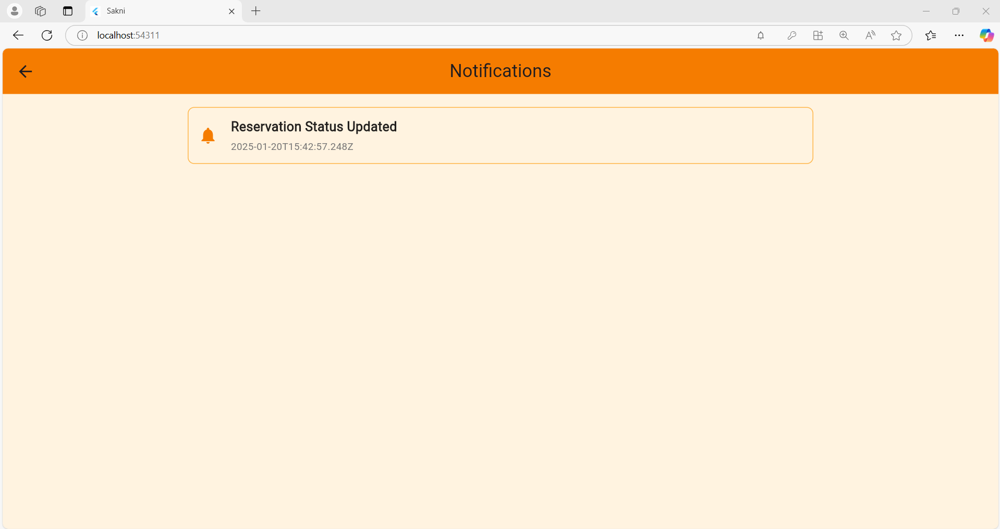 Sakni
localhost:54311
Notifications
Reservation Status Updated
2025-01-20T15:42:57.248Z